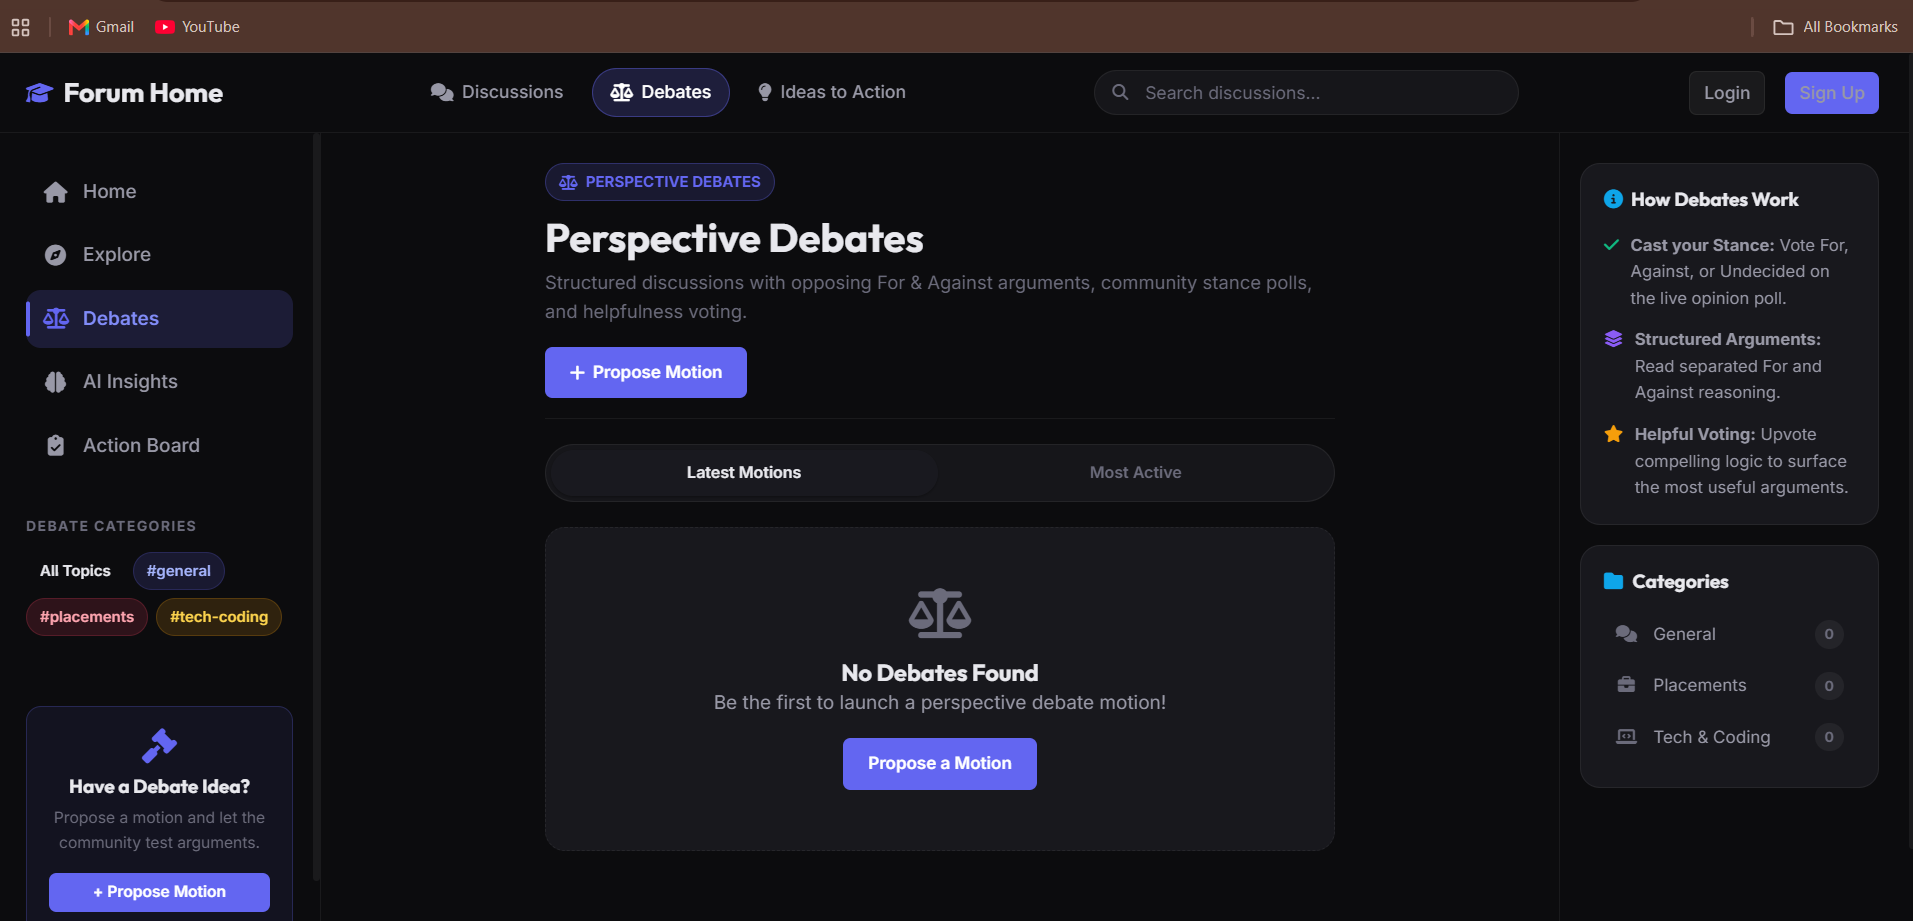 Gmail
YouTube
All Bookmarks
Forum Home
Discussions
Debates
Ideas to Action
Search discussions...
Login
Sign Up
Home
Explore
Debates
AI Insights
Action Board
DEBATE CATEGORIES
All Topics
#general
#placements
#tech-coding
Have a Debate Idea?
Propose a motion and let the
community test arguments.
+ Propose Motion
PERSPECTIVE DEBATES
Perspective Debates
Structured discussions with opposing For & Against arguments, community stance polls,
and helpfulness voting.
+ Propose Motion
Latest Motions
Most Active
No Debates Found
Be the first to launch a perspective debate motion!
Propose a Motion
How Debates Work
Cast your Stance: Vote For,
Against, or Undecided on
the live opinion poll.
Structured Arguments:
Read separated For and
Against reasoning.
Helpful Voting: Upvote
compelling logic to surface
the most useful arguments.
Categories
General 0
Placements 0
Tech & Coding 0